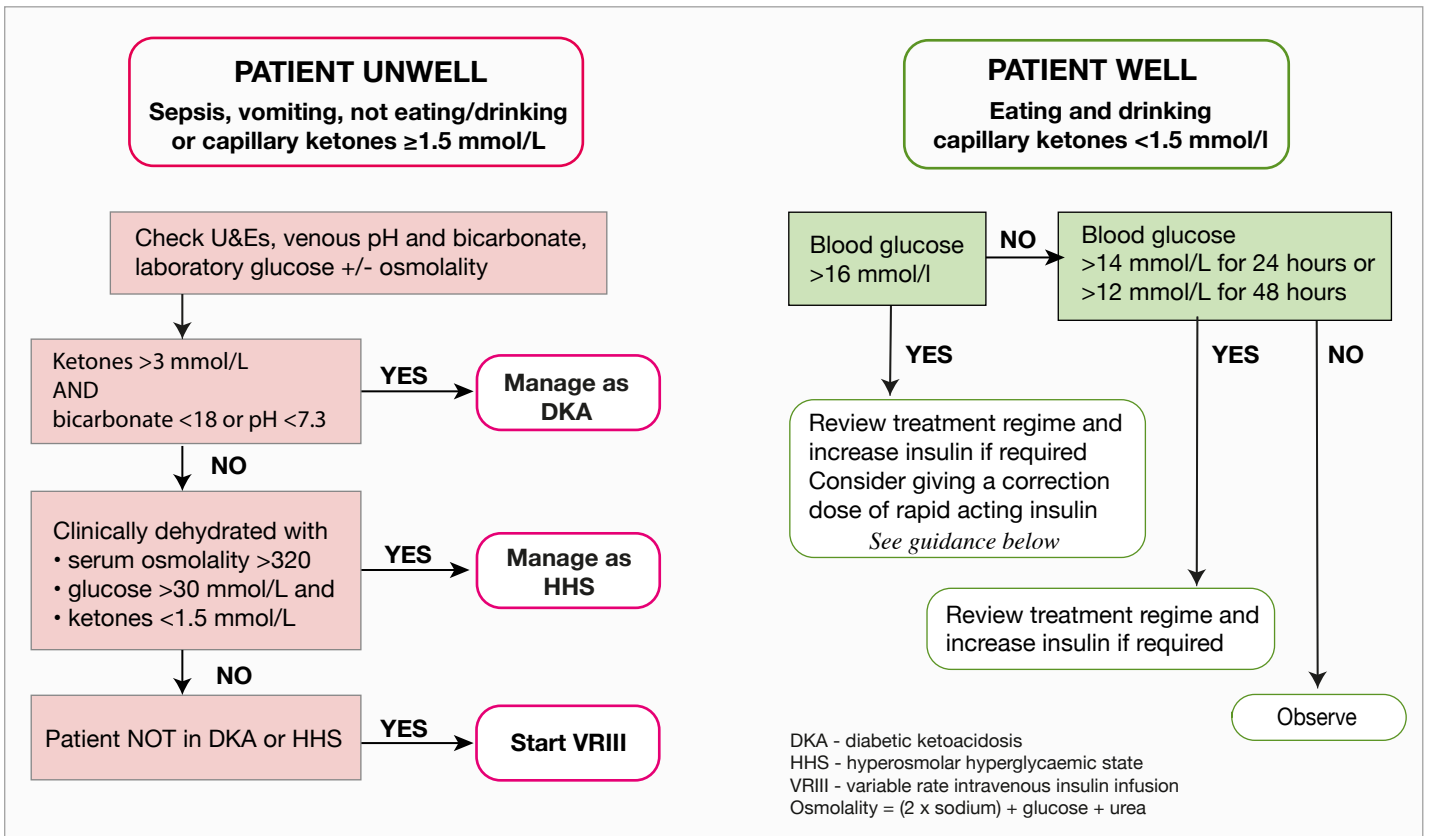 PATIENT UNWELL
Sepsis, vomiting, not eating/drinking
or capillary ketones ≥1.5 mmol/L
Check U&Es, venous pH and bicarbonate,
laboratory glucose +/- osmolality
Ketones >3 mmol/L
AND
bicarbonate <18 or pH <7.3
YES
Manage as
DKA
NO
Clinically dehydrated with
• serum osmolality >320
• glucose >30 mmol/L and
• ketones <1.5 mmol/L
YES
Manage as
HHS
NO
Patient NOT in DKA or HHS
YES
Start VRIII
PATIENT WELL
Eating and drinking
capillary ketones <1.5 mmol/l
Blood glucose
>16 mmol/l
NO
Blood glucose
>14 mmol/L for 24 hours or
>12 mmol/L for 48 hours
YES
YES
NO
Review treatment regime and
increase insulin if required
Consider giving a correction
dose of rapid acting insulin
See guidance below
Review treatment regime and
increase insulin if required
Observe
DKA - diabetic ketoacidosis
HHS - hyperosmolar hyperglycaemic state
VRIII - variable rate intravenous insulin infusion
Osmolality = (2 x sodium) + glucose + urea